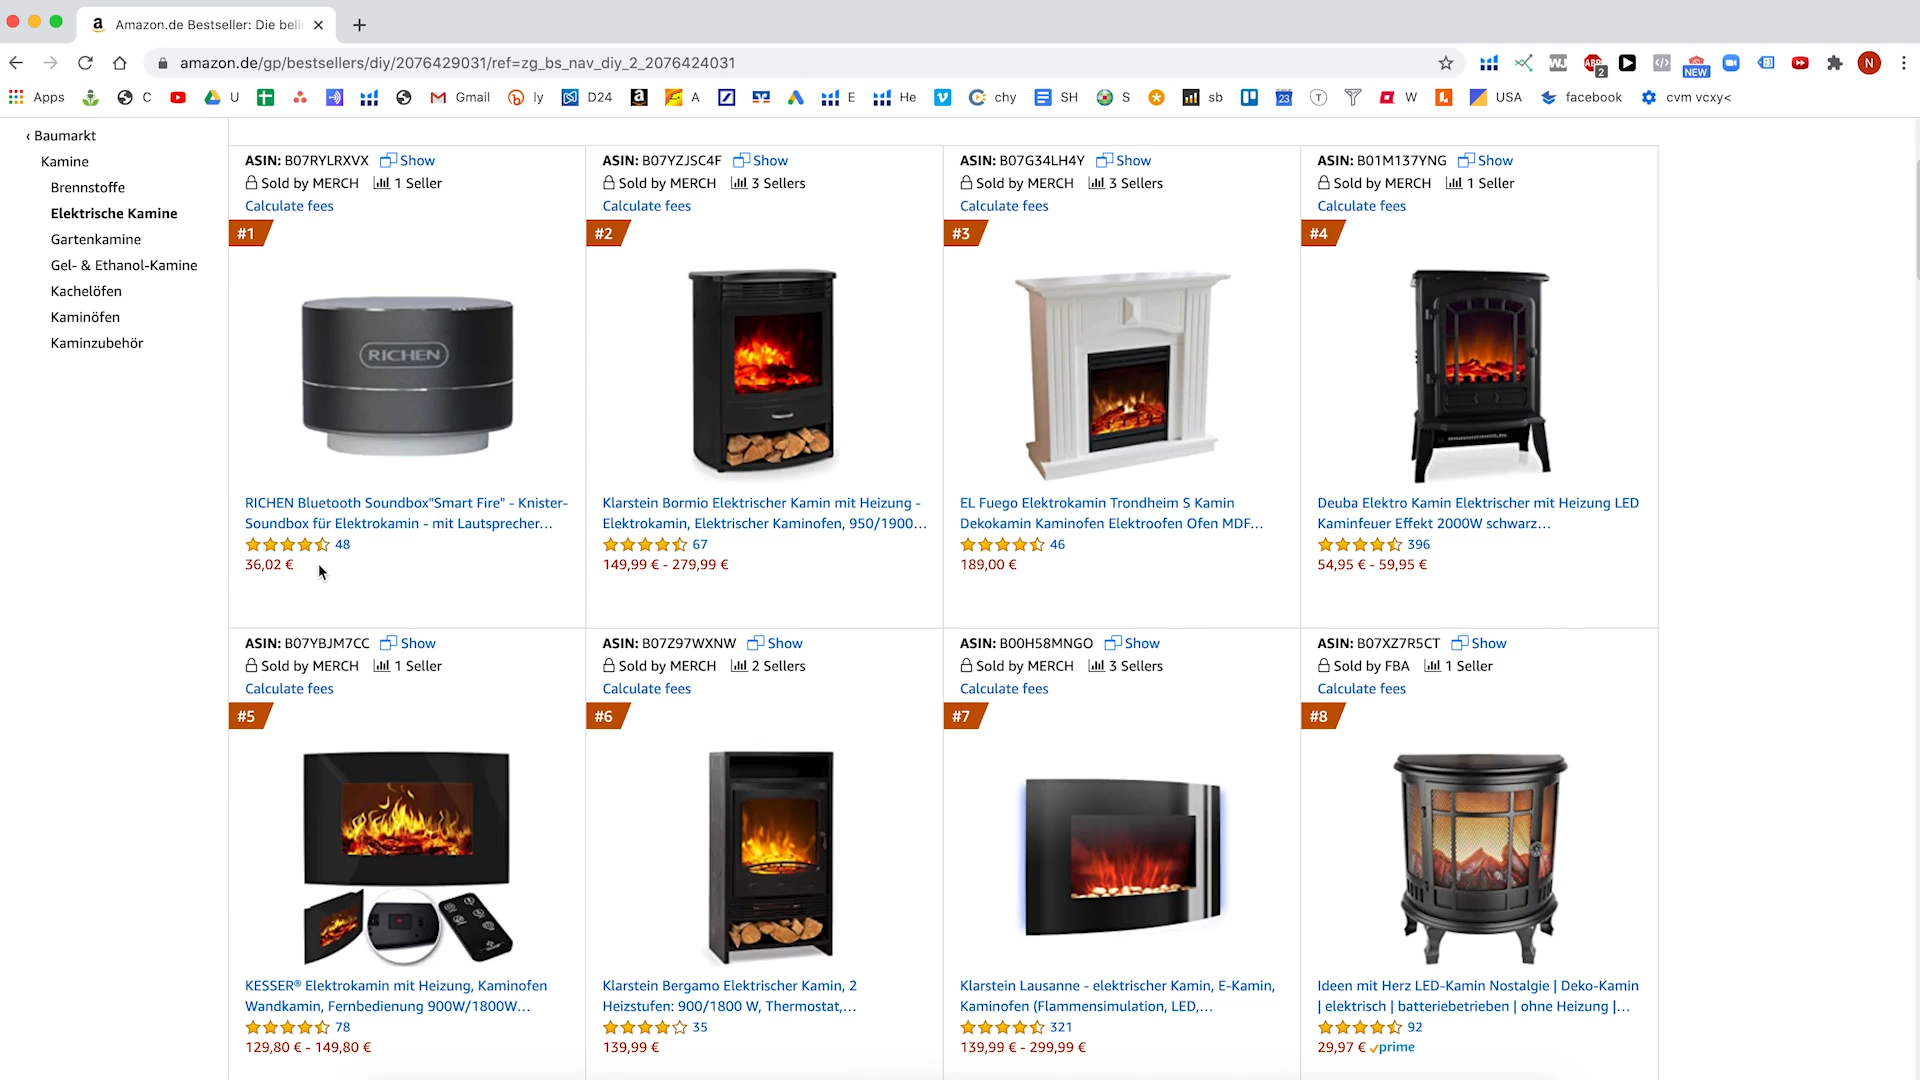 Amazon.de Bestseller: Die beli
amazon.de/gp/bestsellers/diy/2076429031/ref=zg_bs_nav_diy_2_2076424031
ABP 2 NEW N
Apps C U Gmail ly D24 A E He chy SH S sb 23 T W USA facebook cvm vcxy<
‹ Baumarkt
Kamine
Brennstoffe
Elektrische Kamine
Gartenkamine
Gel- & Ethanol-Kamine
Kachelöfen
Kaminöfen
Kaminzubehör
ASIN: B07RYLRXVX Show
Sold by MERCH 1 Seller
Calculate fees
#1
RICHEN
RICHEN Bluetooth Soundbox"Smart Fire" - Knister-
Soundbox für Elektrokamin - mit Lautsprecher…
48
36,02 €
ASIN: B07YZJSC4F Show
Sold by MERCH 3 Sellers
Calculate fees
#2
Klarstein Bormio Elektrischer Kamin mit Heizung -
Elektrokamin, Elektrischer Kaminofen, 950/1900…
67
149,99 € - 279,99 €
ASIN: B07G34LH4Y Show
Sold by MERCH 3 Sellers
Calculate fees
#3
EL Fuego Elektrokamin Trondheim S Kamin
Dekokamin Kaminofen Elektroofen Ofen MDF…
46
189,00 €
ASIN: B01M137YNG Show
Sold by MERCH 1 Seller
Calculate fees
#4
Deuba Elektro Kamin Elektrischer mit Heizung LED
Kaminfeuer Effekt 2000W schwarz…
396
54,95 € - 59,95 €
ASIN: B07YBJM7CC Show
Sold by MERCH 1 Seller
Calculate fees
#5
KESSER® Elektrokamin mit Heizung, Kaminofen
Wandkamin, Fernbedienung 900W/1800W…
78
129,80 € - 149,80 €
ASIN: B07Z97WXNW Show
Sold by MERCH 2 Sellers
Calculate fees
#6
Klarstein Bergamo Elektrischer Kamin, 2
Heizstufen: 900/1800 W, Thermostat,…
35
139,99 €
ASIN: B00H58MNGO Show
Sold by MERCH 3 Sellers
Calculate fees
#7
Klarstein Lausanne - elektrischer Kamin, E-Kamin,
Kaminofen (Flammensimulation, LED,…
321
139,99 € - 299,99 €
ASIN: B07XZ7R5CT Show
Sold by FBA 1 Seller
Calculate fees
#8
Ideen mit Herz LED-Kamin Nostalgie | Deko-Kamin
| elektrisch | batteriebetrieben | ohne Heizung |…
92
29,97 € prime